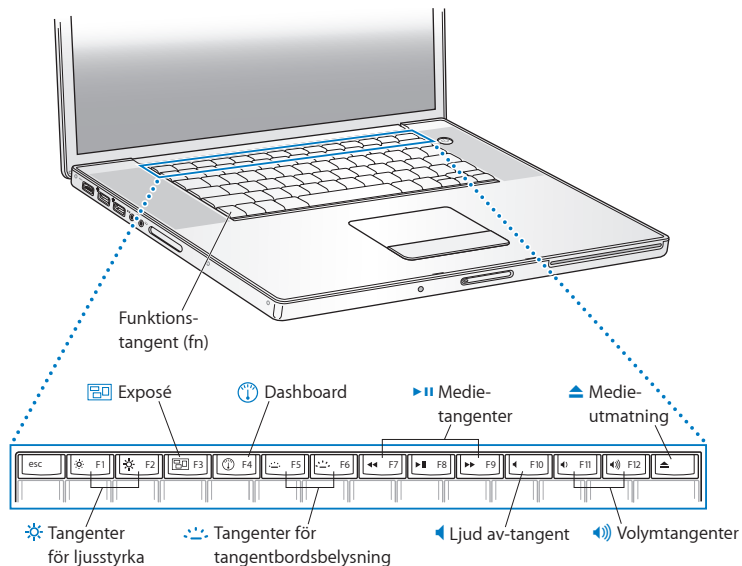 Funktions-
tangent (fn)
Exposé
Dashboard
Medie-
tangenter
Medie-
utmatning
esc F1 F2 F3 F4 F5 F6 F7 F8 F9 F10 F11 F12
Tangenter
för ljusstyrka
Tangenter för
tangentbordsbelysning
Ljud av-tangent
Volymtangenter